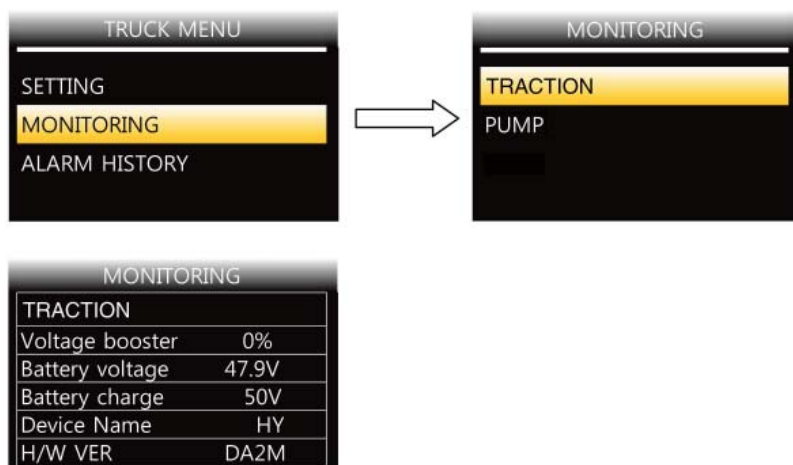 TRUCK MENU
SETTING
MONITORING
ALARM HISTORY
MONITORING
TRACTION
PUMP
MONITORING
TRACTION
Voltage booster 0%
Battery voltage 47.9V
Battery charge 50V
Device Name HY
H/W VER DA2M